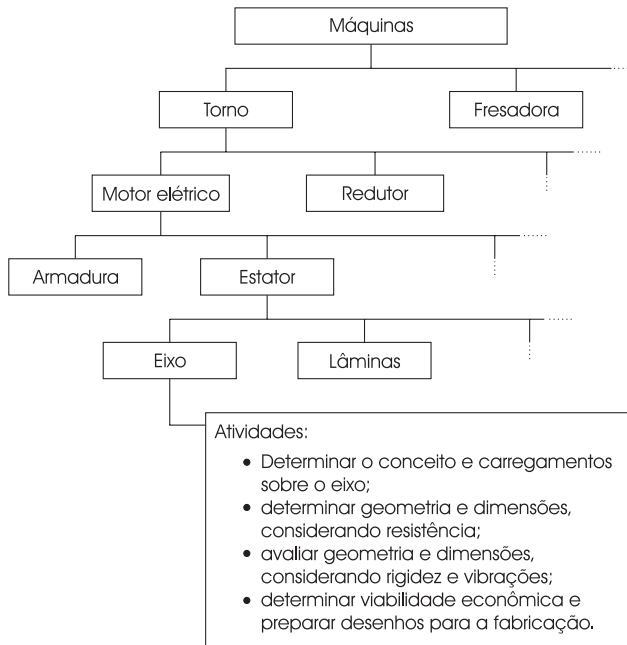 Máquinas
Torno
Fresadora
Motor elétrico
Redutor
Armadura
Estator
Eixo
Lâminas
Atividades:
• Determinar o conceito e carregamentos
sobre o eixo;
• determinar geometria e dimensões,
considerando resistência;
• avaliar geometria e dimensões,
considerando rigidez e vibrações;
• determinar viabilidade econômica e
preparar desenhos para a fabricação.